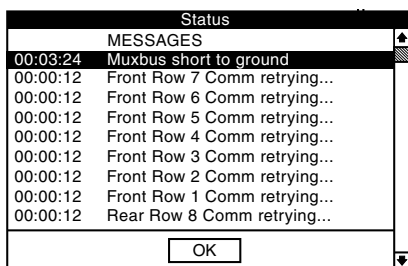 Status
MESSAGES
00:03:24 Muxbus short to ground
00:00:12 Front Row 7 Comm retrying...
00:00:12 Front Row 6 Comm retrying...
00:00:12 Front Row 5 Comm retrying...
00:00:12 Front Row 4 Comm retrying...
00:00:12 Front Row 3 Comm retrying...
00:00:12 Front Row 2 Comm retrying...
00:00:12 Front Row 1 Comm retrying...
00:00:12 Rear Row 8 Comm retrying...
OK